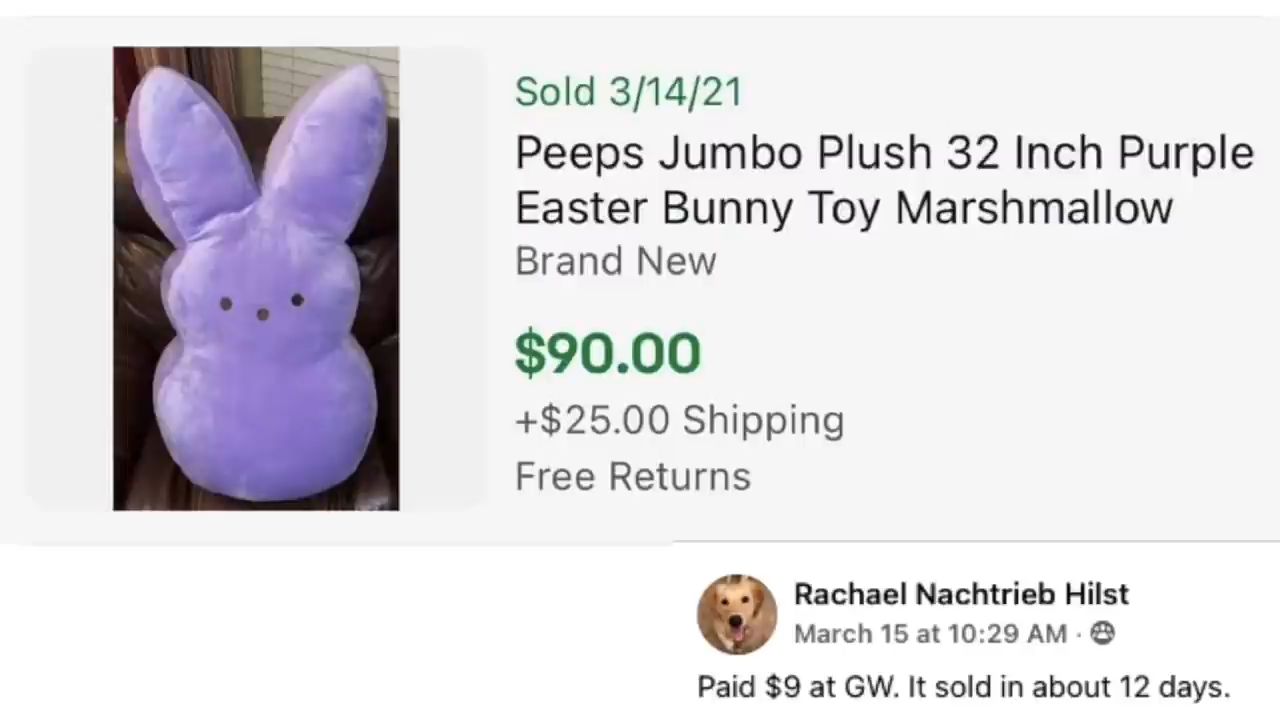 Sold 3/14/21
Peeps Jumbo Plush 32 Inch Purple
Easter Bunny Toy Marshmallow
Brand New
$90.00
+$25.00 Shipping
Free Returns
Rachael Nachtrieb Hilst
March 15 at 10:29 AM ·
Paid $9 at GW. It sold in about 12 days.